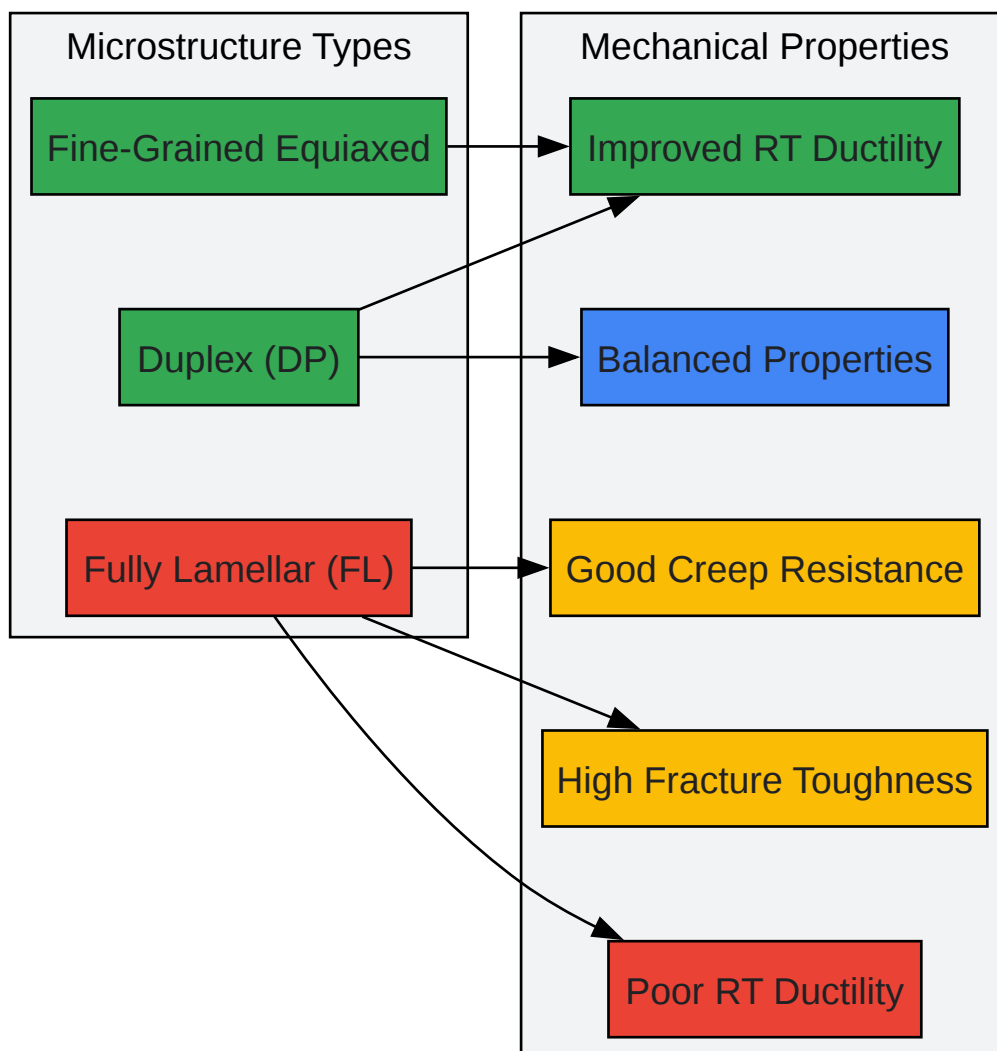 Microstructure Types
Fine-Grained Equiaxed
Duplex (DP)
Fully Lamellar (FL)
Mechanical Properties
Improved RT Ductility
Balanced Properties
Good Creep Resistance
High Fracture Toughness
Poor RT Ductility